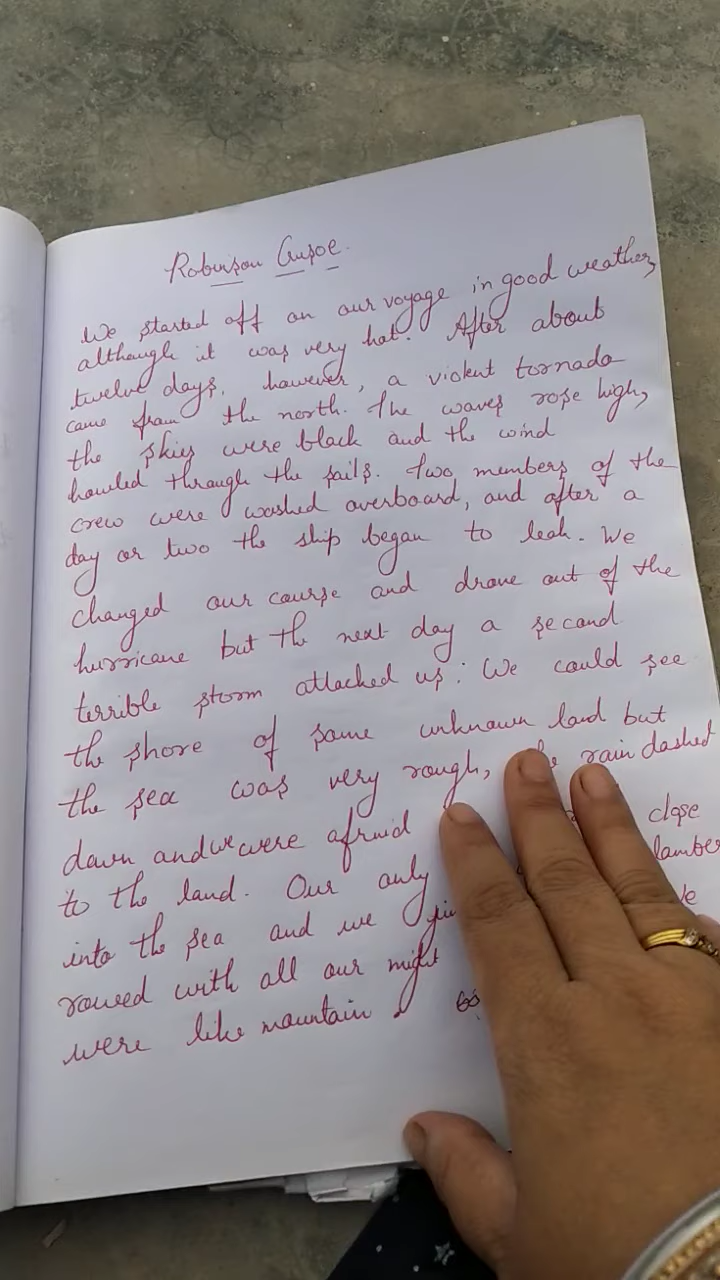 Robinson Crusoe.
We started off on our voyage in good weather,
although it was very hot. After about
twelve days, however, a violent tornado
came from the north. The waves rose high,
the skies were black and the wind
howled through the sails. Two members of the
crew were washed overboard, and after a
day or two the ship began to leak. We
changed our course and drove out of the
hurricane but the next day a second
terrible storm attacked us. We could see
the shore of some unknown land but
the sea was very rough, rain dashed
down and we were afraid close
to the land. Our only
into the sea and we
rowed with all our might
were like mountain